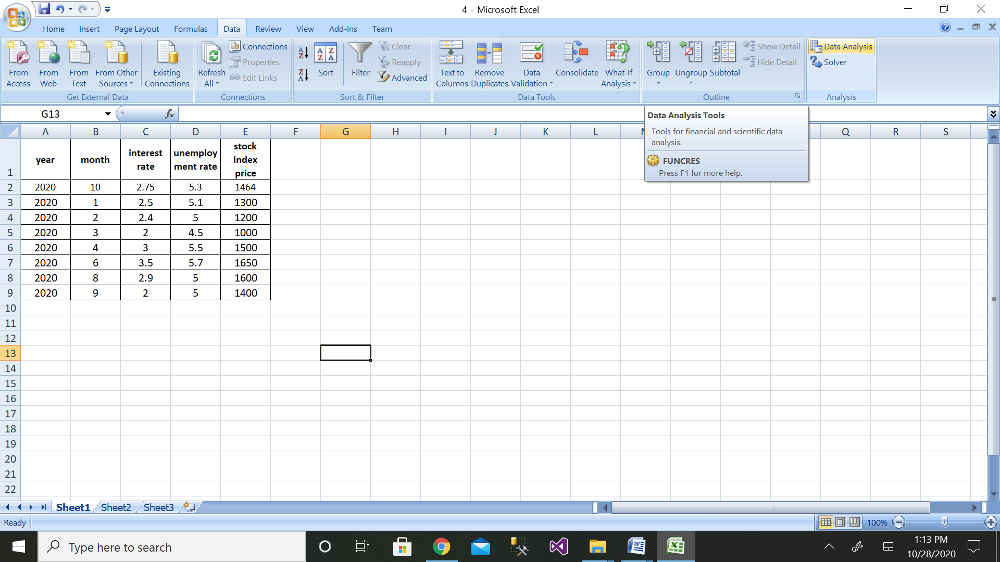 4 - Microsoft Excel
Home Insert Page Layout Formulas Data Review View Add-Ins Team
From Access
From Web
From Text
From Other Sources
Existing Connections
Get External Data
Refresh All
Connections
Properties
Edit Links
Connections
Sort
Filter
Clear
Reapply
Advanced
Sort & Filter
Text to Columns
Remove Duplicates
Data Validation
Consolidate
What-If Analysis
Data Tools
Group
Ungroup
Subtotal
Show Detail
Hide Detail
Outline
Data Analysis
Solver
Analysis
G13 fx
Data Analysis Tools
Tools for financial and scientific data
analysis.
FUNCRES
Press F1 for more help.
A B C D E F G H I J K L M Q R S
1 year month interest rate unemploy ment rate stock index price
2 2020 10 2.75 5.3 1464
3 2020 1 2.5 5.1 1300
4 2020 2 2.4 5 1200
5 2020 3 2 4.5 1000
6 2020 4 3 5.5 1500
7 2020 6 3.5 5.7 1650
8 2020 8 2.9 5 1600
9 2020 9 2 5 1400
10
11
12
13
14
15
16
17
18
19
20
21
22
Sheet1 Sheet2 Sheet3
Ready 100%
Type here to search
1:13 PM
10/28/2020